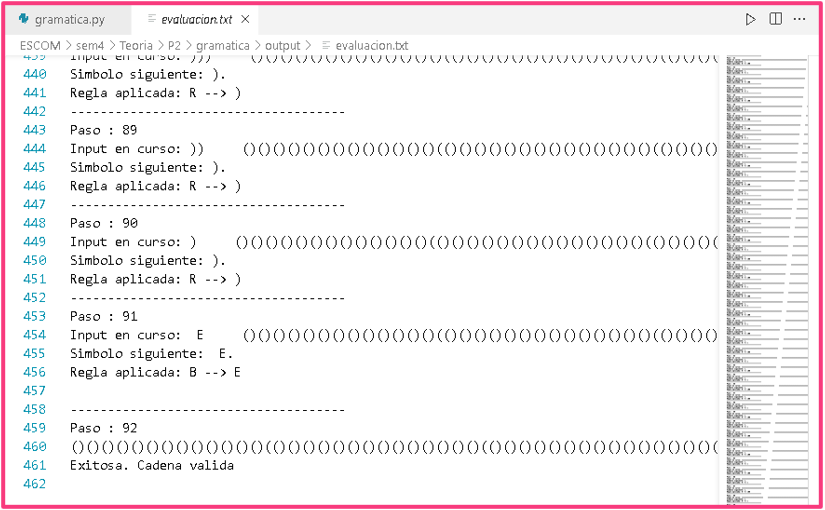 gramatica.py
evaluacion.txt
ESCOM > sem4 > Teoria > P2 > gramatica > output > evaluacion.txt
439 Input en curso: )))     ()()()()()()()()()()()()()(()()()()()()()()()()()()()()(()()()
440 Simbolo siguiente: ).
441 Regla aplicada: R --> )
442 -------------------------------------
443 Paso : 89
444 Input en curso: ))     ()()()()()()()()()()()()()(()()()()()()()()()()()()()()(()()()(
445 Simbolo siguiente: ).
446 Regla aplicada: R --> )
447 -------------------------------------
448 Paso : 90
449 Input en curso: )     ()()()()()()()()()()()()()(()()()()()()()()()()()()()()(()()()(
450 Simbolo siguiente: ).
451 Regla aplicada: R --> )
452 -------------------------------------
453 Paso : 91
454 Input en curso:  E     ()()()()()()()()()()()()()(()()()()()()()()()()()()()()(()()()(
455 Simbolo siguiente:  E.
456 Regla aplicada: B --> E
457
458 -------------------------------------
459 Paso : 92
460 ()()()()()()()()()()()()()(()()()()()()()()()()()()()()(()()()()()()()()()()()(()()()(
461 Exitosa. Cadena valida
462